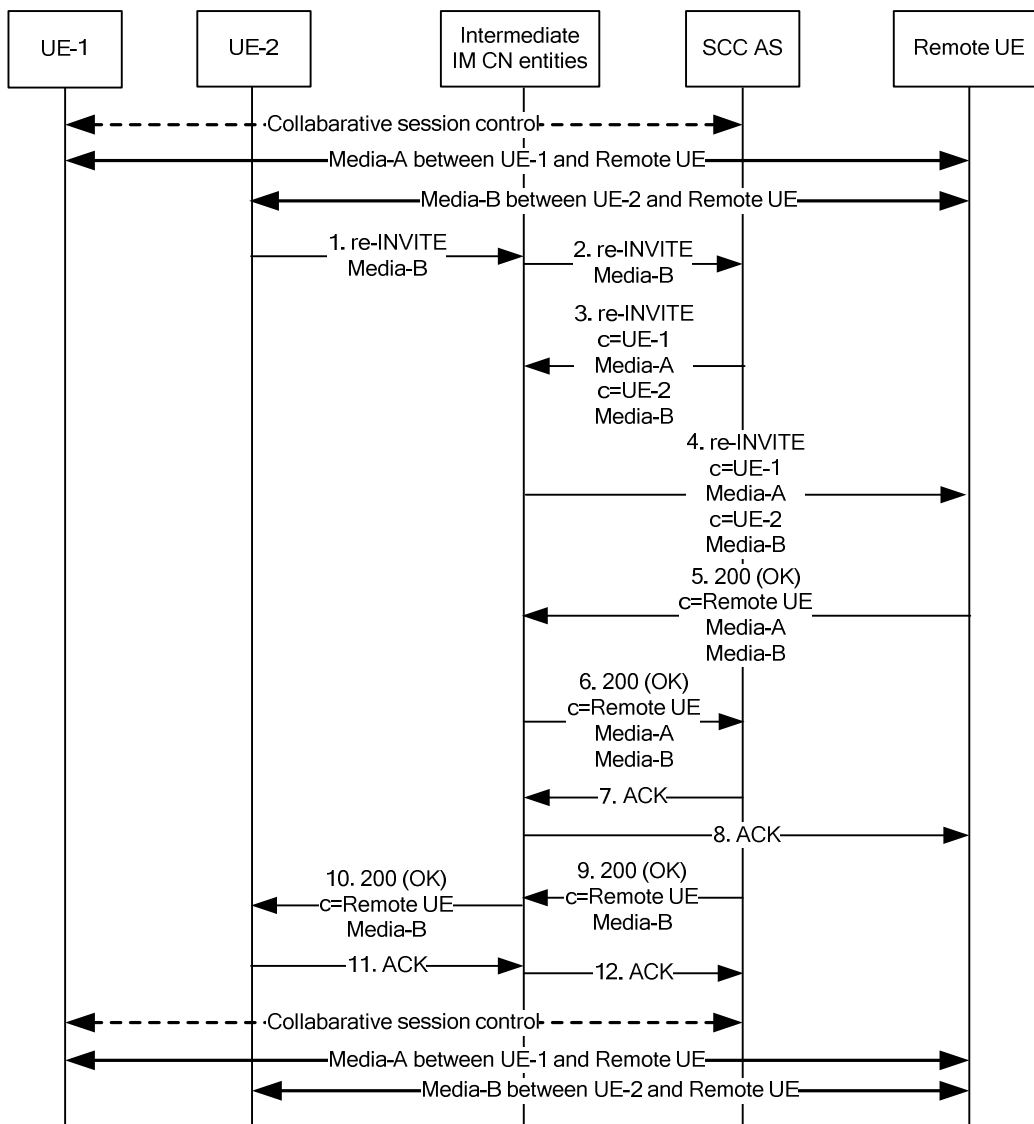 UE-1
UE-2
Intermediate
IM CN entities
SCC AS
Remote UE
Collabarative session control
Media-A between UE-1 and Remote UE
Media-B between UE-2 and Remote UE
1. re-INVITE
Media-B
2. re-INVITE
Media-B
3. re-INVITE
c=UE-1
Media-A
c=UE-2
Media-B
4. re-INVITE
c=UE-1
Media-A
c=UE-2
Media-B
5. 200 (OK)
c=Remote UE
Media-A
Media-B
6. 200 (OK)
c=Remote UE
Media-A
Media-B
7. ACK
8. ACK
9. 200 (OK)
c=Remote UE
Media-B
10. 200 (OK)
c=Remote UE
Media-B
11. ACK
12. ACK
Collabarative session control
Media-A between UE-1 and Remote UE
Media-B between UE-2 and Remote UE